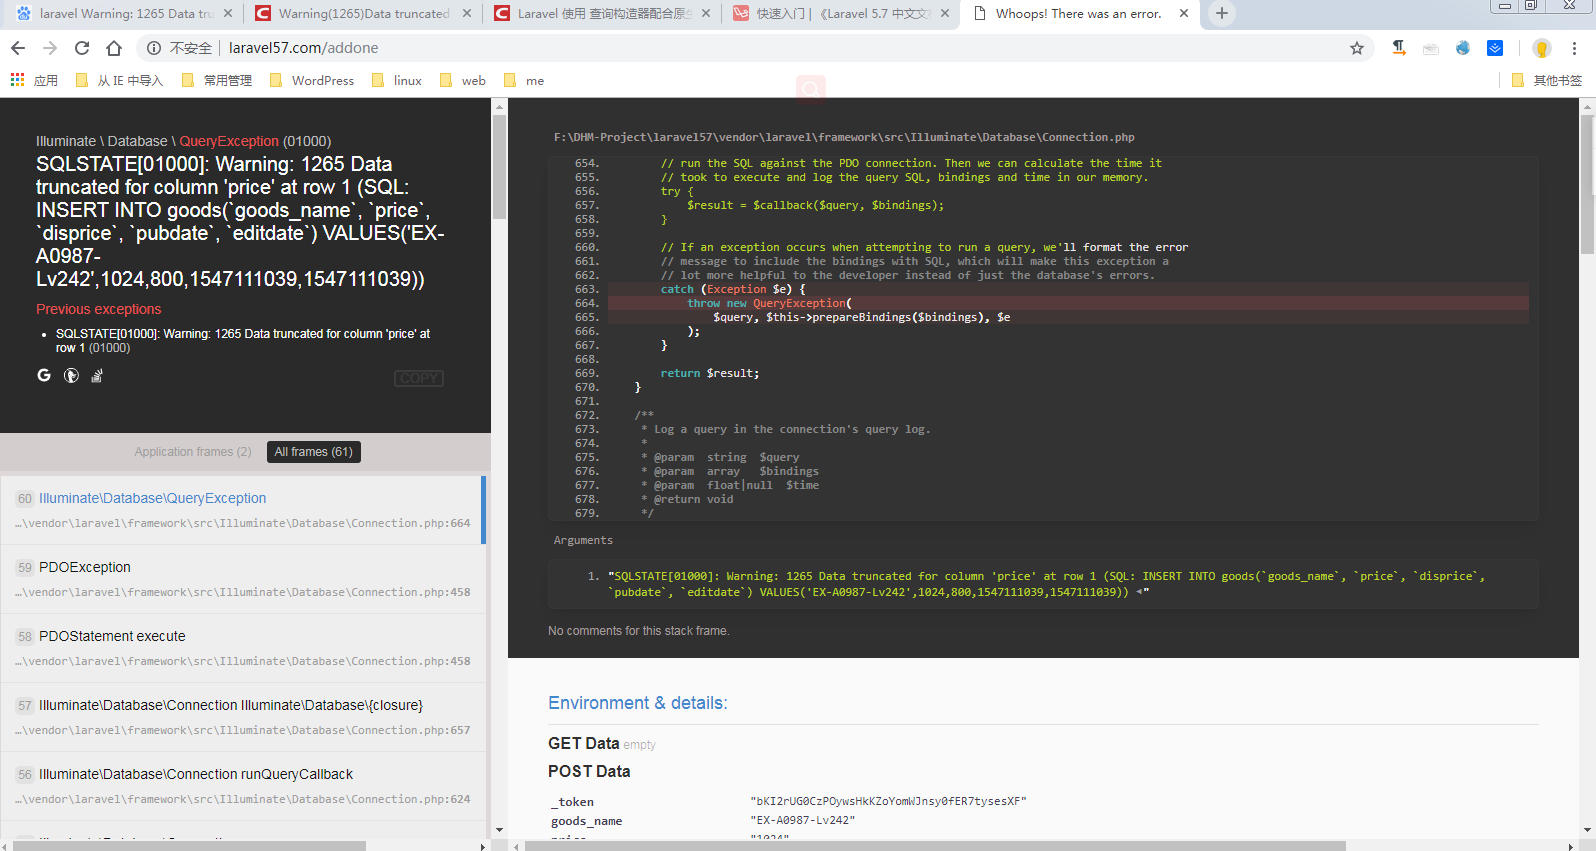 laravel Warning: 1265 Data tru
Warning(1265)Data truncated
Laravel 使用 查询构造器配合原生
快速入门 | 《Laravel 5.7 中文文
Whoops! There was an error.
不安全 | laravel57.com/addone
应用
从 IE 中导入
常用管理
WordPress
linux
web
me
其他书签
Illuminate \ Database \ QueryException (01000)
SQLSTATE[01000]: Warning: 1265 Data
truncated for column 'price' at row 1 (SQL:
INSERT INTO goods(`goods_name`, `price`,
`disprice`, `pubdate`, `editdate`) VALUES('EX-
A0987-
Lv242',1024,800,1547111039,1547111039))
Previous exceptions
• SQLSTATE[01000]: Warning: 1265 Data truncated for column 'price' at
row 1 (01000)
COPY
Application frames (2)
All frames (61)
60 Illuminate\Database\QueryException
…\vendor\laravel\framework\src\Illuminate\Database\Connection.php:664
59 PDOException
…\vendor\laravel\framework\src\Illuminate\Database\Connection.php:458
58 PDOStatement execute
…\vendor\laravel\framework\src\Illuminate\Database\Connection.php:458
57 Illuminate\Database\Connection Illuminate\Database\{closure}
…\vendor\laravel\framework\src\Illuminate\Database\Connection.php:657
56 Illuminate\Database\Connection runQueryCallback
…\vendor\laravel\framework\src\Illuminate\Database\Connection.php:624
F:\DHM-Project\laravel57\vendor\laravel\framework\src\Illuminate\Database\Connection.php
654. // run the SQL against the PDO connection. Then we can calculate the time it
655. // took to execute and log the query SQL, bindings and time in our memory.
656. try {
657. $result = $callback($query, $bindings);
658. }
659.
660. // If an exception occurs when attempting to run a query, we'll format the error
661. // message to include the bindings with SQL, which will make this exception a
662. // lot more helpful to the developer instead of just the database's errors.
663. catch (Exception $e) {
664. throw new QueryException(
665. $query, $this->prepareBindings($bindings), $e
666. );
667. }
668.
669. return $result;
670. }
671.
672. /**
673. * Log a query in the connection's query log.
674. *
675. * @param  string  $query
676. * @param  array   $bindings
677. * @param  float|null  $time
678. * @return void
679. */
Arguments
1. "SQLSTATE[01000]: Warning: 1265 Data truncated for column 'price' at row 1 (SQL: INSERT INTO goods(`goods_name`, `price`, `disprice`,
`pubdate`, `editdate`) VALUES('EX-A0987-Lv242',1024,800,1547111039,1547111039)) ◄"
No comments for this stack frame.
Environment & details:
GET Data empty
POST Data
_token "bKI2rUG0CzPOywsHkKZoYomWJnsy0fER7tysesXF"
goods_name "EX-A0987-Lv242"
price "1024"